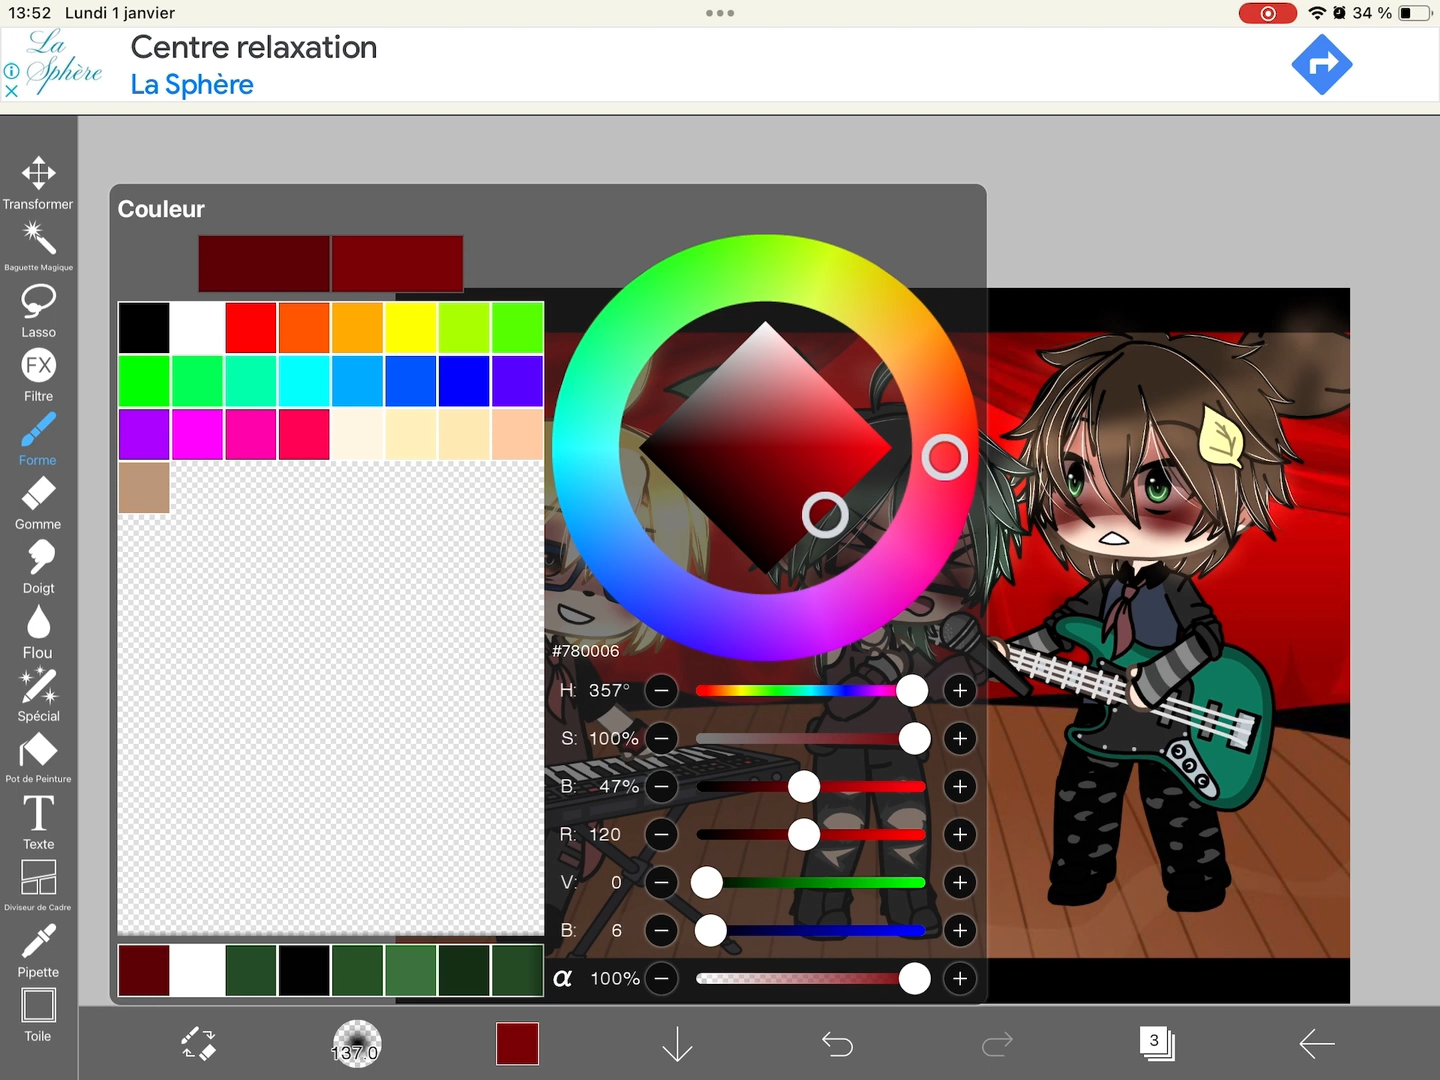 13:52 Lundi 1 janvier
34 %
La
Sphère
Centre relaxation
La Sphère
Transformer
Baguette Magique
Lasso
FX
Filtre
Forme
Gomme
Doigt
Flou
Spécial
Pot de Peinture
T
Texte
Diviseur de Cadre
Pipette
Toile
Couleur
#780006
H: 357°
S: 100%
B: 47%
R: 120
V: 0
B: 6
α 100%
137.0
3